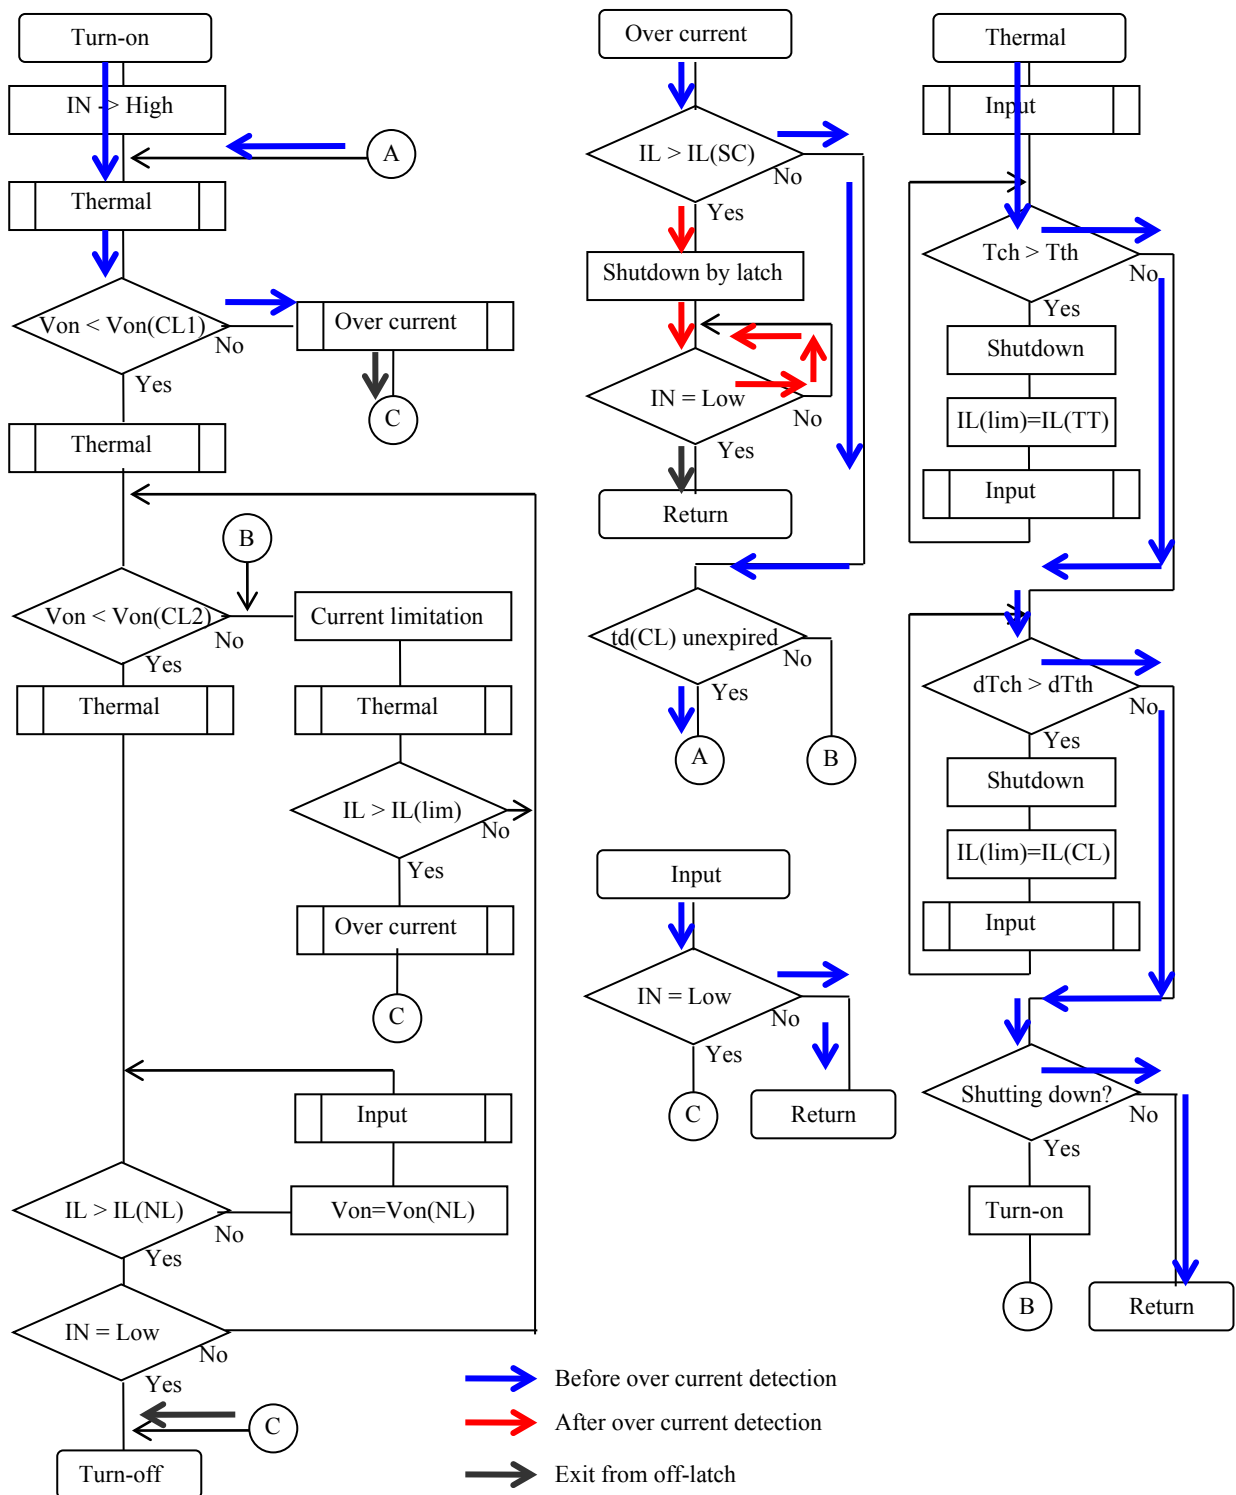 Turn-on
IN -> High
A
Thermal
Von < Von(CL1)
No
Yes
Over current
C
Thermal
B
Von < Von(CL2)
No
Yes
Current limitation
Thermal
Thermal
IL > IL(lim)
No
Yes
Over current
C
Input
Von=Von(NL)
IL > IL(NL)
No
Yes
IN = Low
No
Yes
C
Turn-off
Over current
IL > IL(SC)
No
Yes
Shutdown by latch
IN = Low
No
Yes
Return
td(CL) unexpired
No
Yes
A
B
Input
IN = Low
No
Yes
C
Return
Thermal
Input
Tch > Tth
No
Yes
Shutdown
IL(lim)=IL(TT)
Input
dTch > dTth
No
Yes
Shutdown
IL(lim)=IL(CL)
Input
Shutting down?
No
Yes
Turn-on
B
Return
Before over current detection
After over current detection
Exit from off-latch